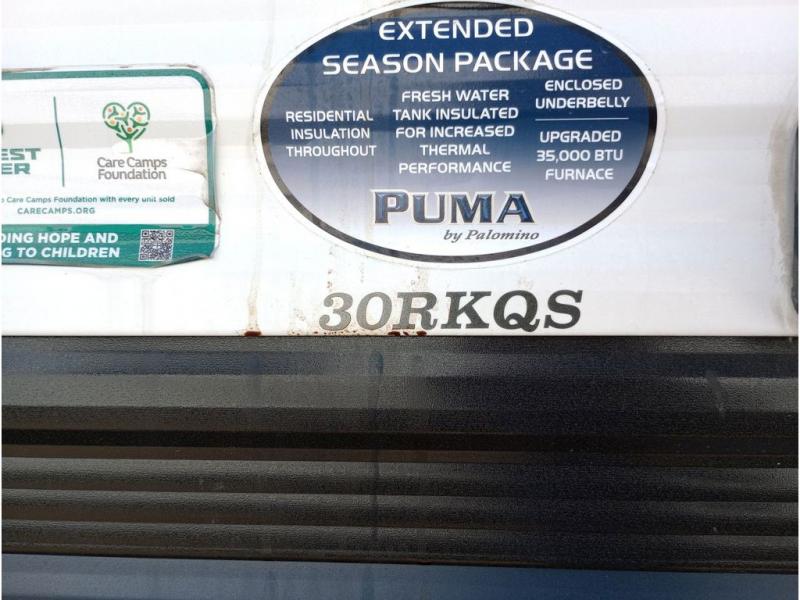 EXTENDED
SEASON PACKAGE
RESIDENTIAL
INSULATION
THROUGHOUT
FRESH WATER
TANK INSULATED
FOR INCREASED
THERMAL
PERFORMANCE
ENCLOSED
UNDERBELLY
UPGRADED
35,000 BTU
FURNACE
PUMA
by Palomino
Care Camps
Foundation
Care Camps Foundation with every unit sold
CARECAMPS.ORG
HOPE AND
TO CHILDREN
30RKQS